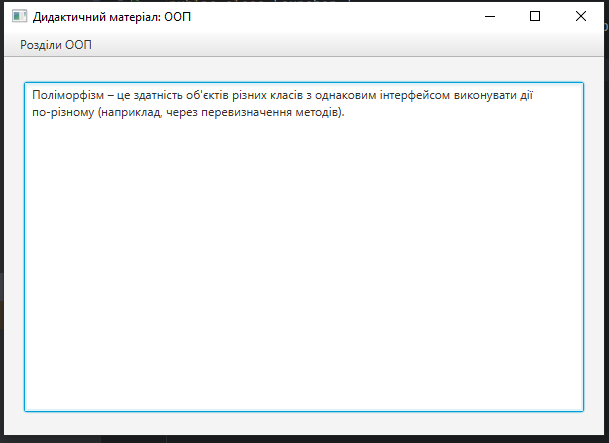 Дидактичний матеріал: ООП
Розділи ООП
Поліморфізм – це здатність об'єктів різних класів з однаковим інтерфейсом виконувати дії
по-різному (наприклад, через перевизначення методів).